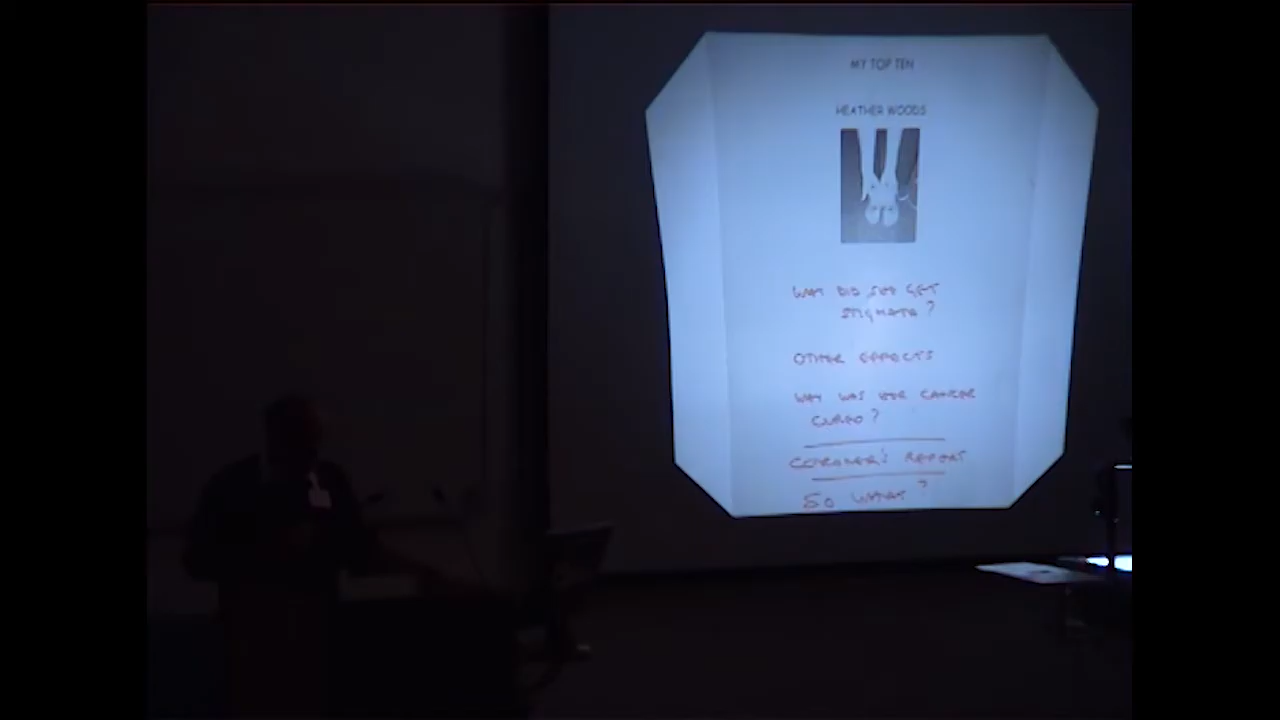 MY TOP TEN
HEATHER WOODS
WHY DID SHE GET
STIGMATA?
OTHER EFFECTS
WHY WAS HER CANCER
CURED?
CORONER'S REPORT
SO WHAT?